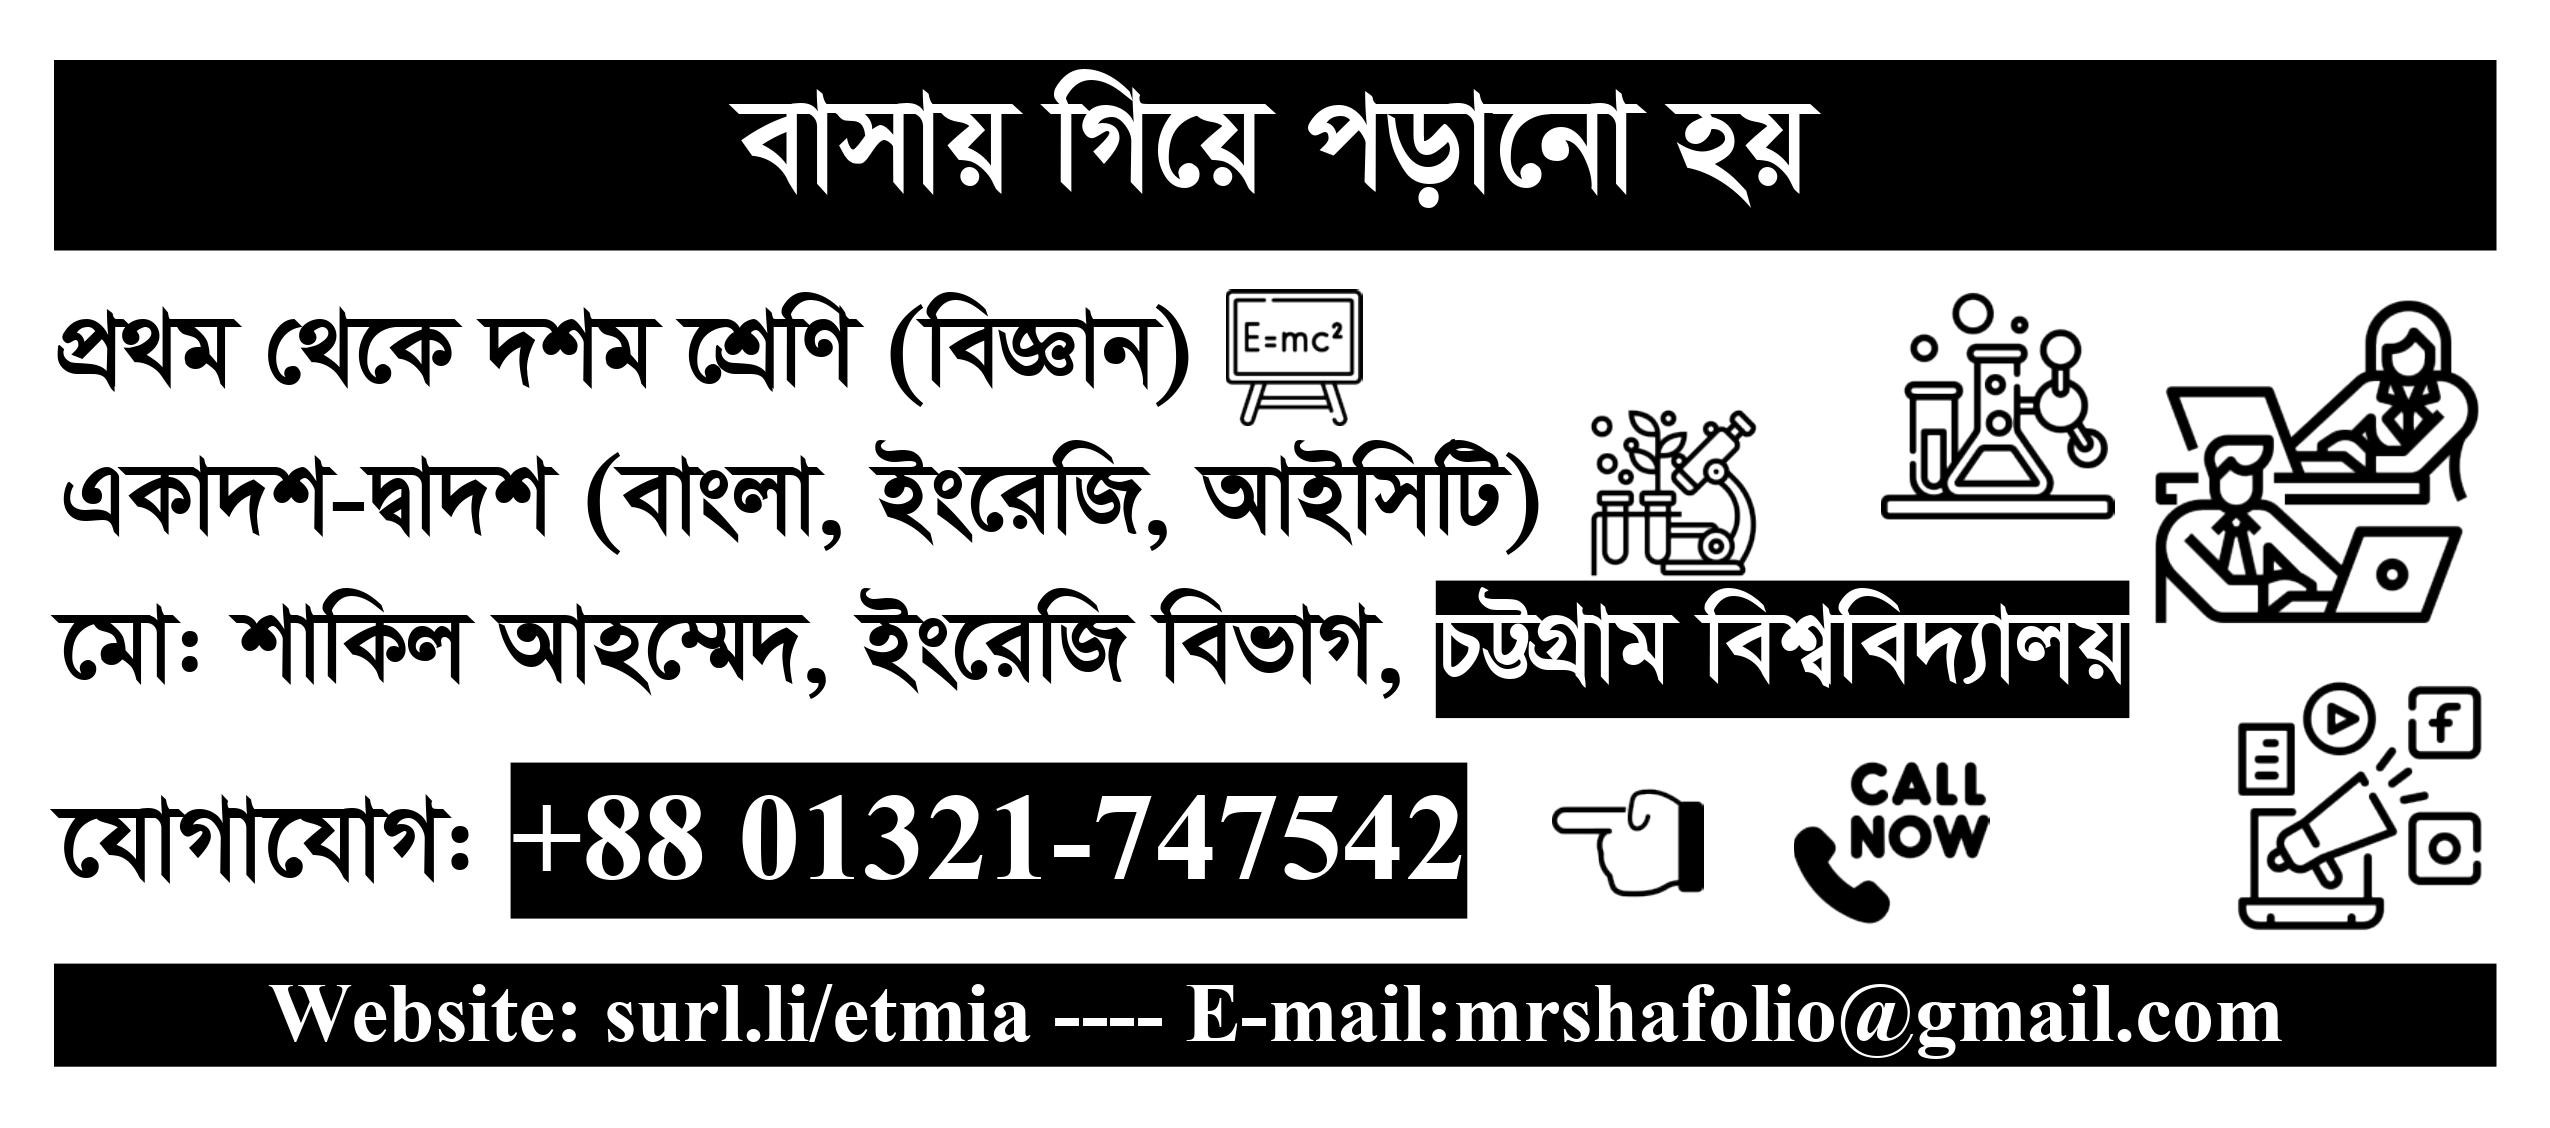 বাসায় গিয়ে পড়ানো হয়
প্রথম থেকে দশম শ্রেণি (বিজ্ঞান)
E=mc²
একাদশ-দ্বাদশ (বাংলা, ইংরেজি, আইসিটি)
মো: শাকিল আহম্মেদ, ইংরেজি বিভাগ, চট্টগ্রাম বিশ্ববিদ্যালয়
যোগাযোগ: +88 01321-747542
CALL
NOW
Website: surl.li/etmia ---- E-mail:mrshafolio@gmail.com